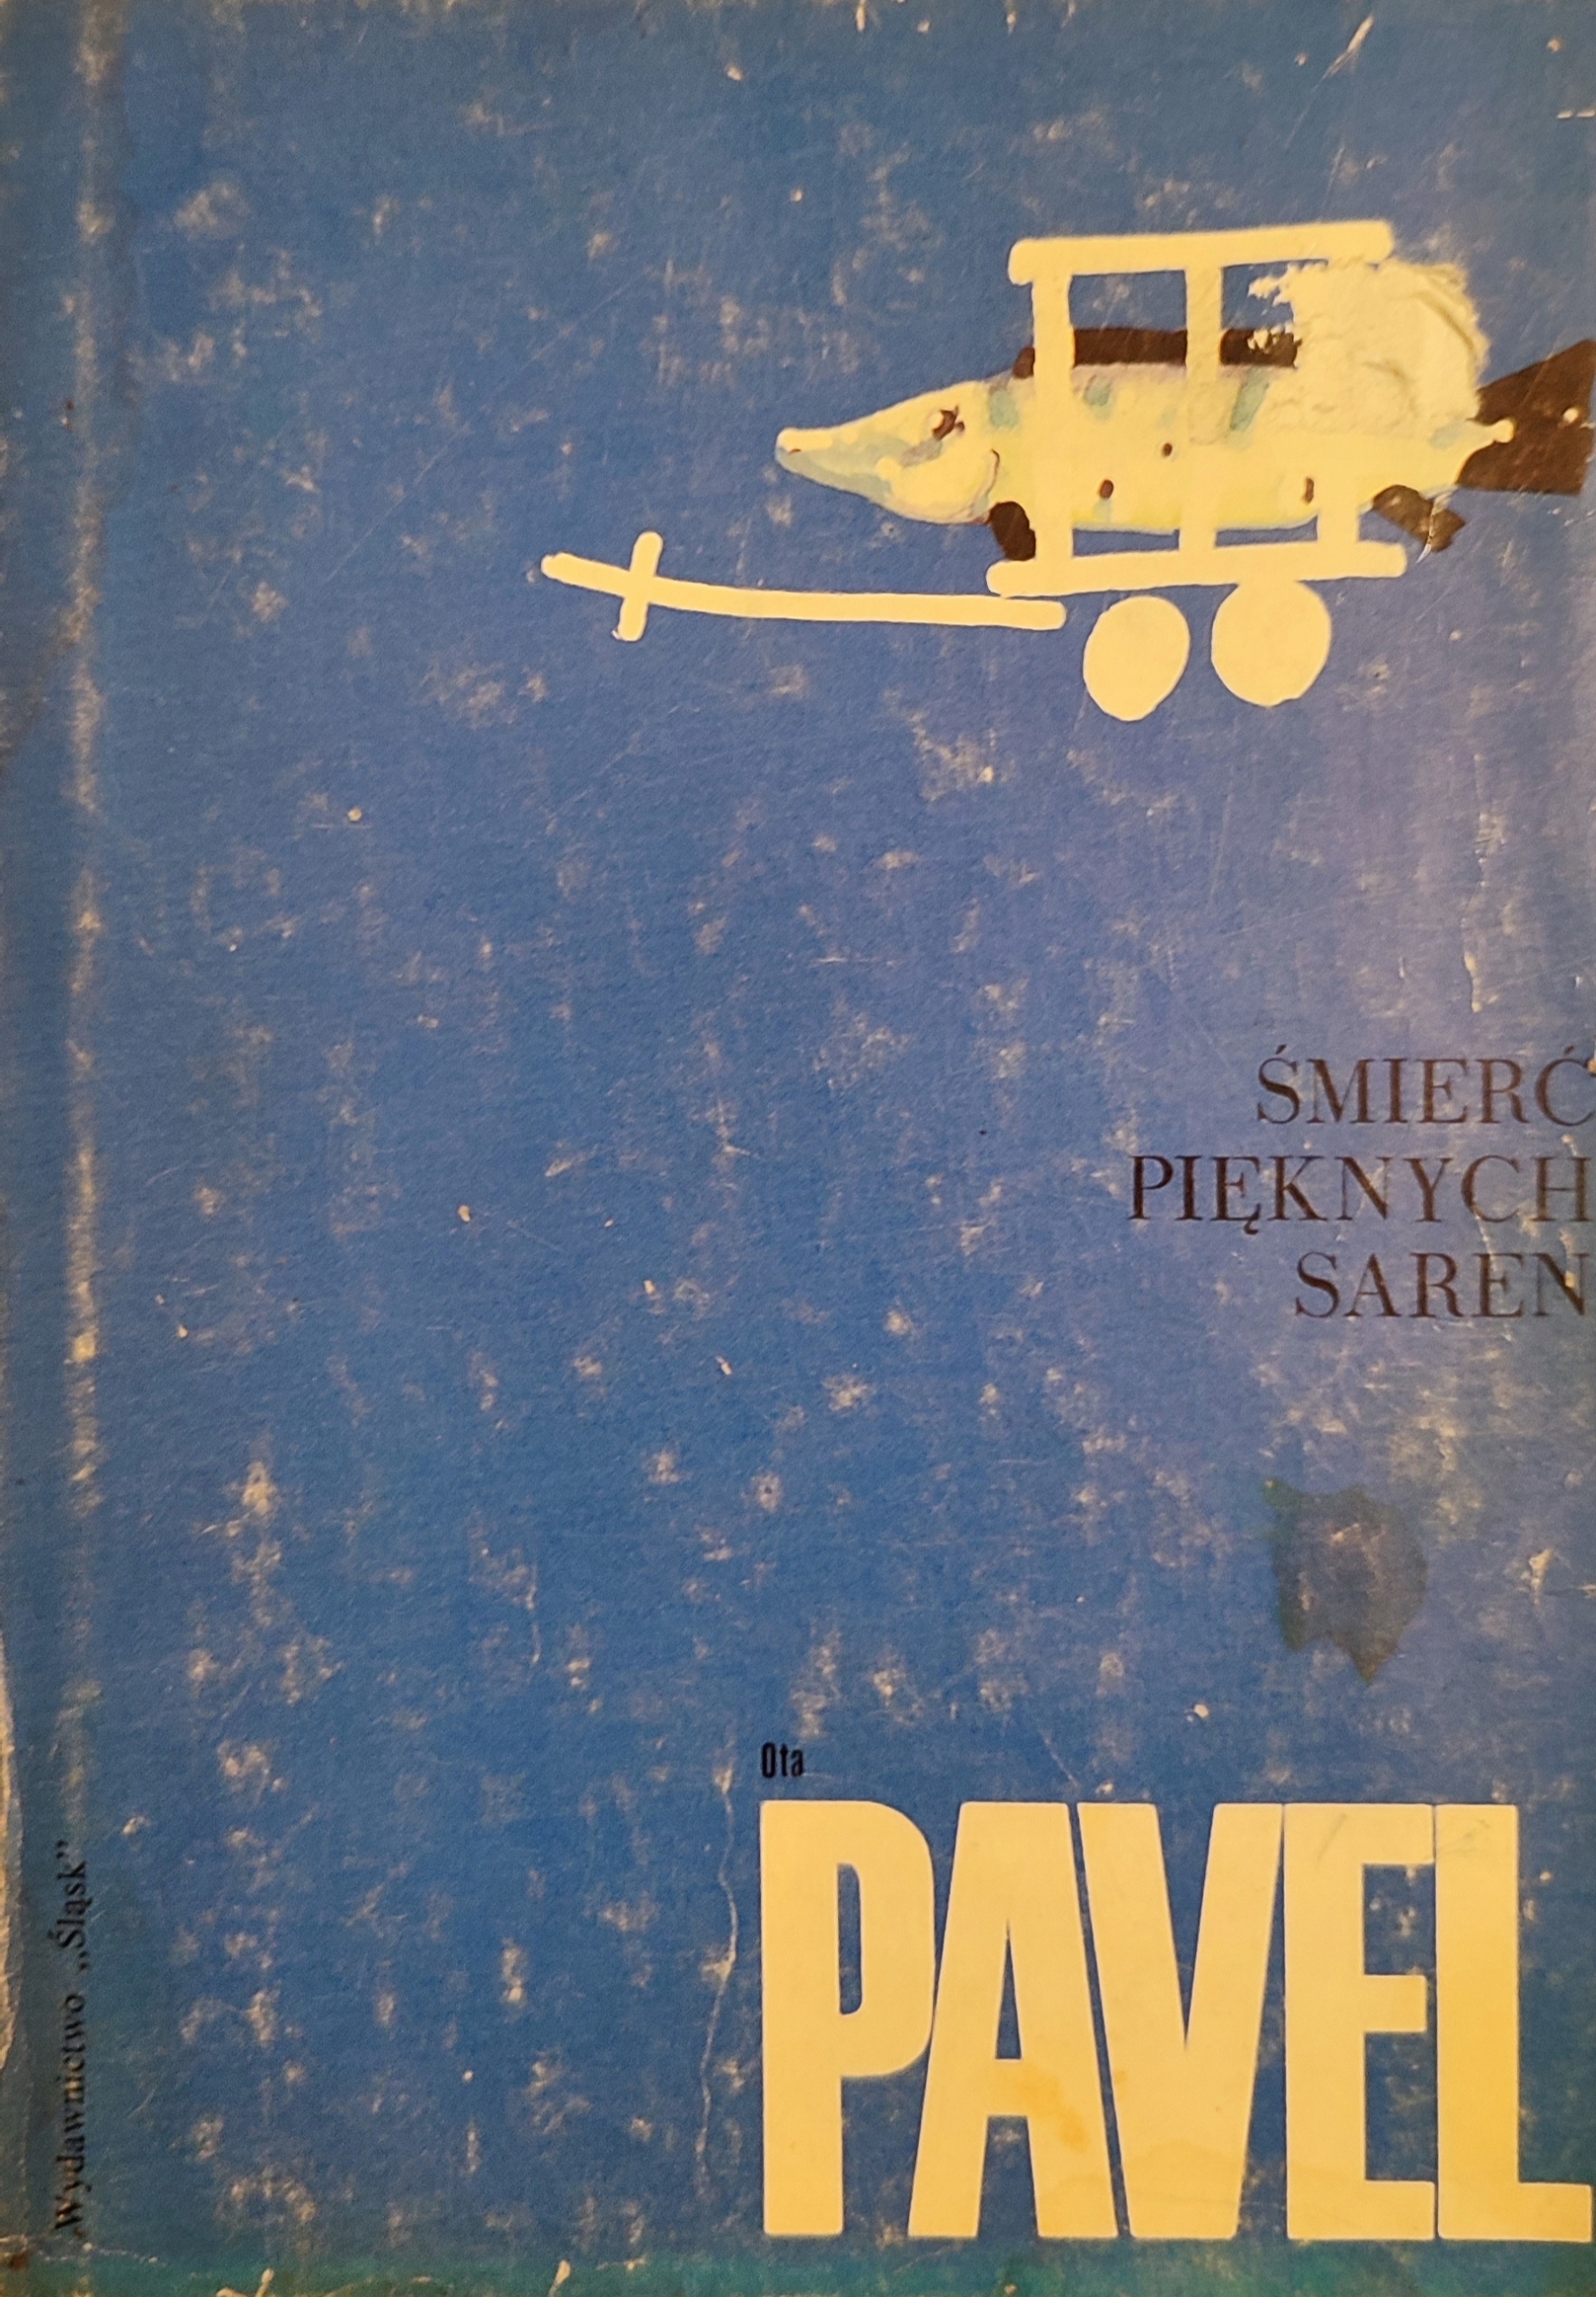 ŚMIERĆ
PIĘKNYCH
SAREN
Ota
PAVEL
Wydawnictwo „Śląsk”